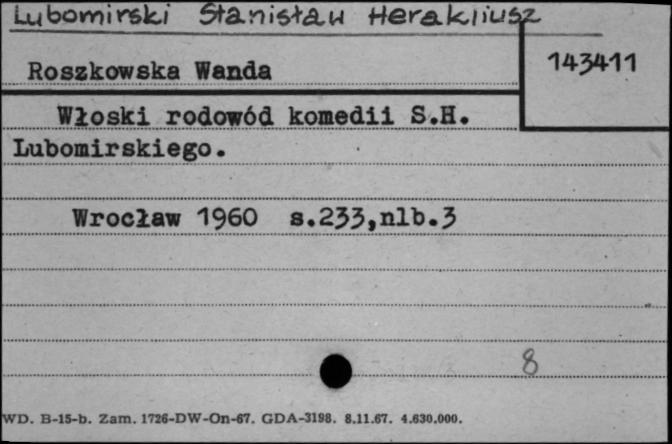 Lubomirski Stanisław Herakliusz
143411
Roszkowska Wanda
Włoski rodowód komedii S.H.
Lubomirskiego.
Wrocław 1960 s.233,nlb.3
8
WD. B-15-b. Zam. 1726-DW-On-67. GDA-3198. 8.11.67. 4.630.000.